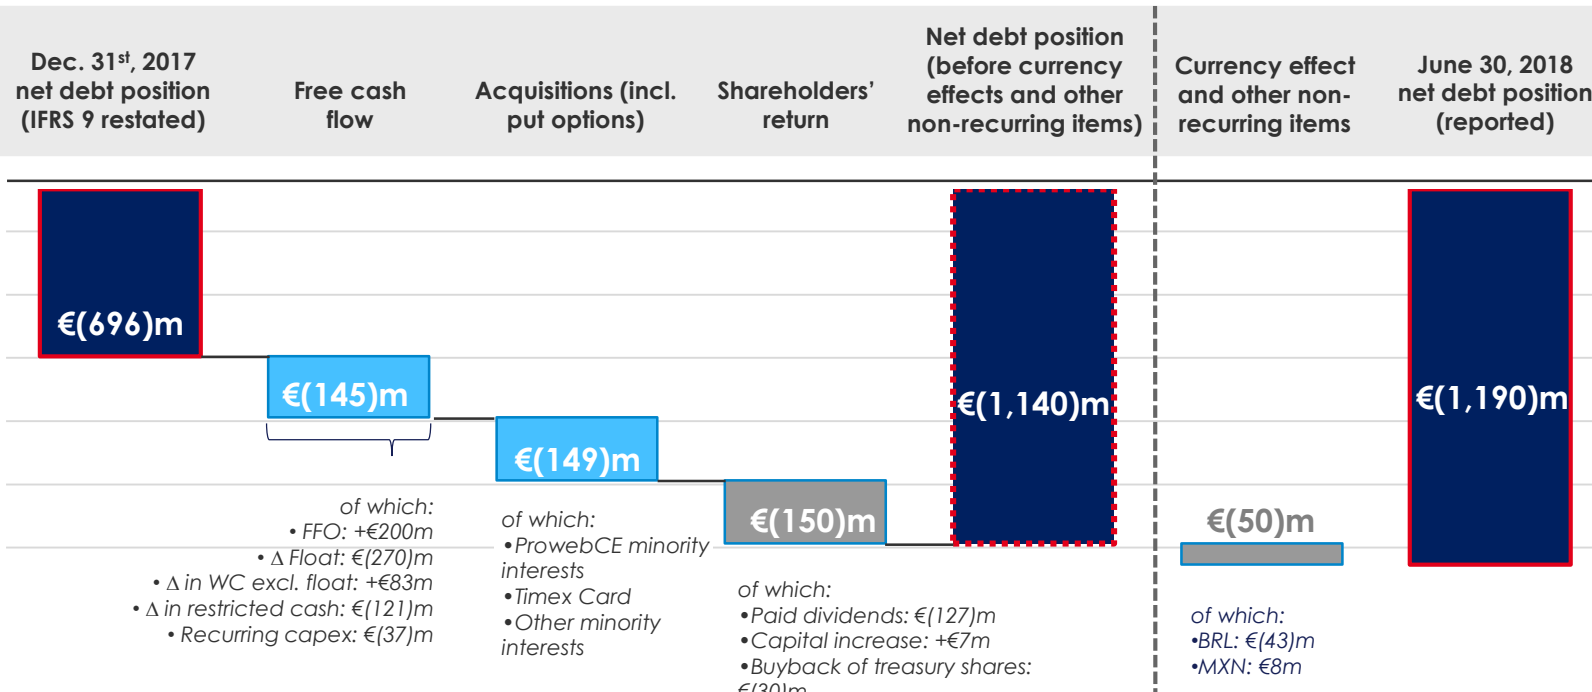 Dec. 31st, 2017
net debt position
(IFRS 9 restated)
Free cash
flow
Acquisitions (incl.
put options)
Shareholders'
return
Net debt position
(before currency
effects and other
non-recurring items)
Currency effect
and other non-
recurring items
June 30, 2018
net debt position
(reported)
€(696)m
€(145)m
€(149)m
€(150)m
€(1,140)m
€(50)m
€(1,190)m
of which:
• FFO: +€200m
• Δ Float: €(270)m
• Δ in WC excl. float: +€83m
• Δ in restricted cash: €(121)m
• Recurring capex: €(37)m
of which:
•ProwebCE minority
interests
•Timex Card
•Other minority
interests
of which:
•Paid dividends: €(127)m
•Capital increase: +€7m
•Buyback of treasury shares:
€(30)m
of which:
•BRL: €(43)m
•MXN: €8m